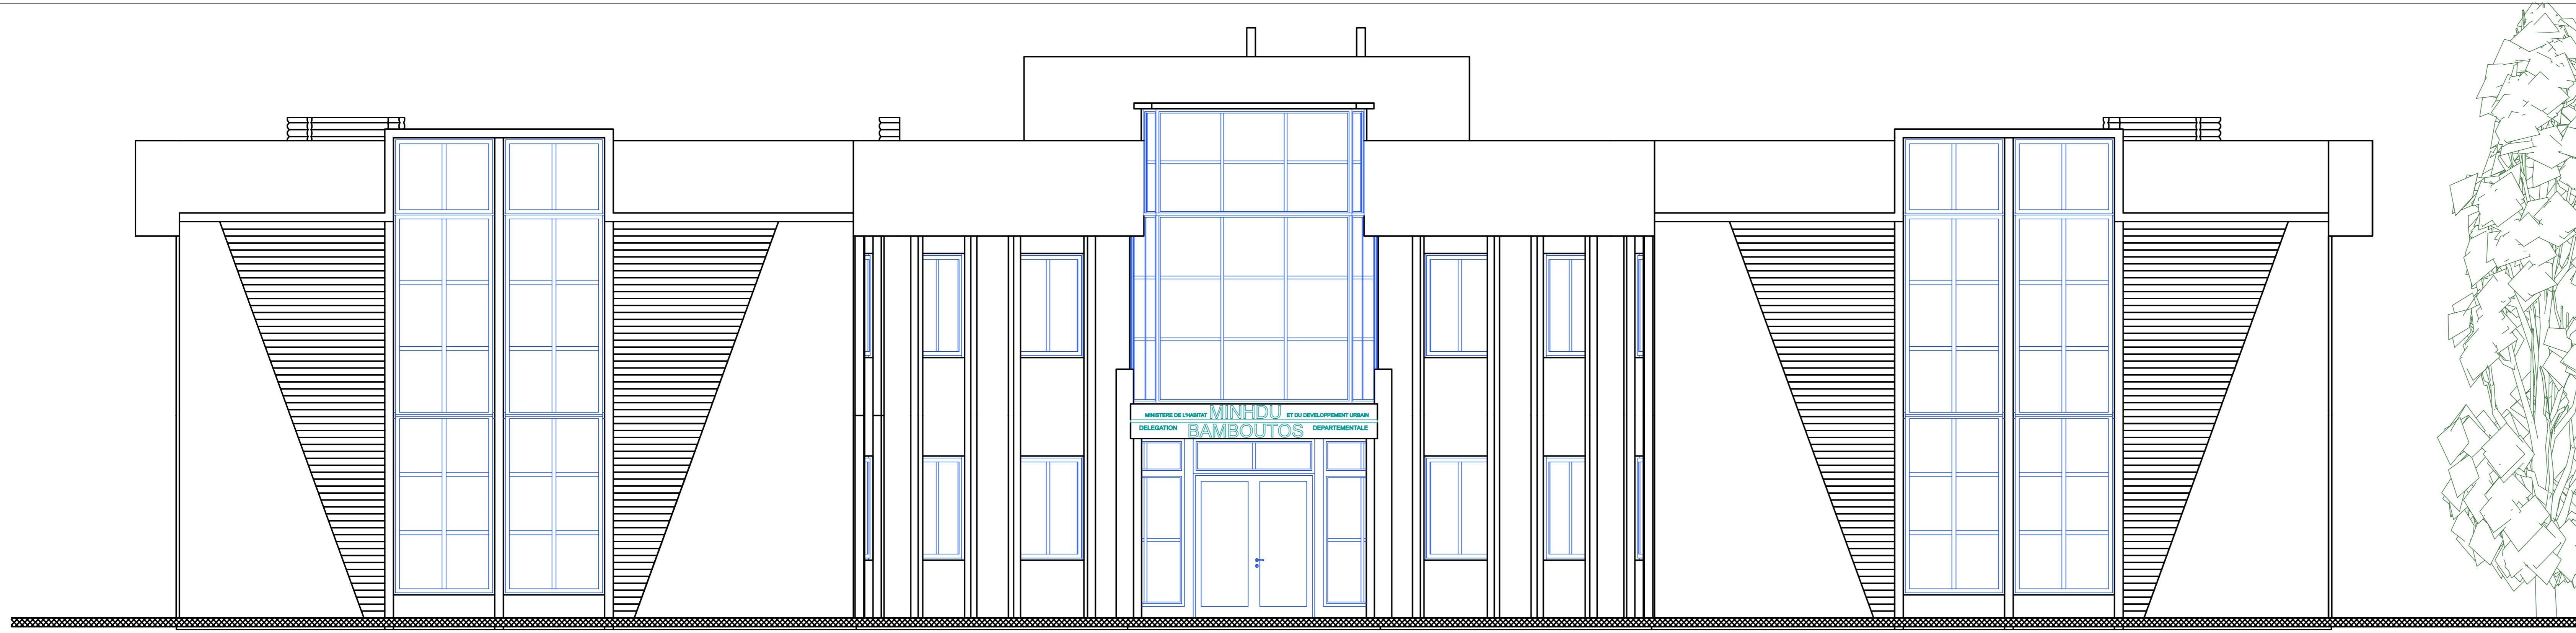 MINISTERE DE L'HABITAT MINHDU ET DU DEVELOPPEMENT URBAIN
DELEGATION BAMBOUTOS DEPARTEMENTALE